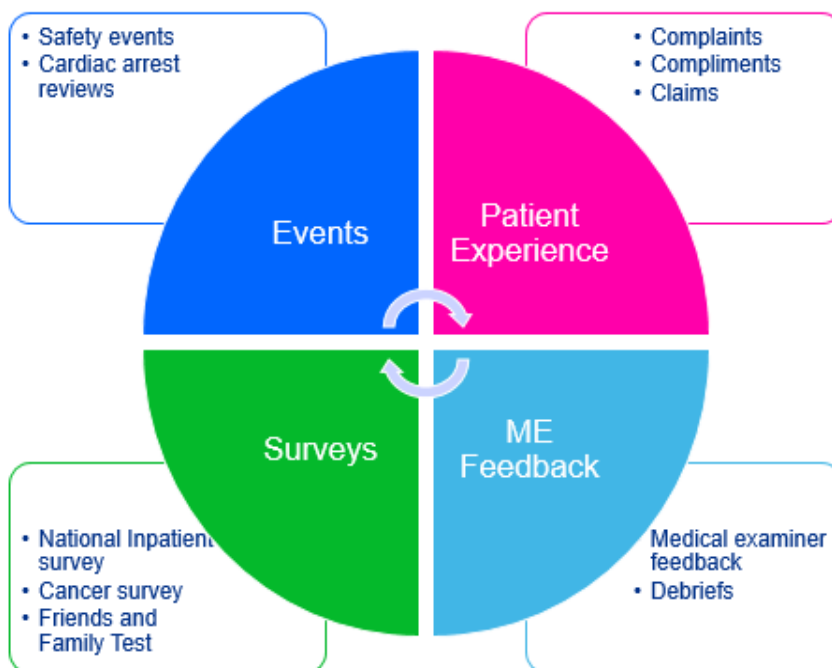 • Safety events
• Cardiac arrest
reviews
• Complaints
• Compliments
• Claims
Events
Patient
Experience
Surveys
ME
Feedback
• National Inpatient
survey
• Cancer survey
• Friends and
Family Test
Medical examiner
feedback
• Debriefs